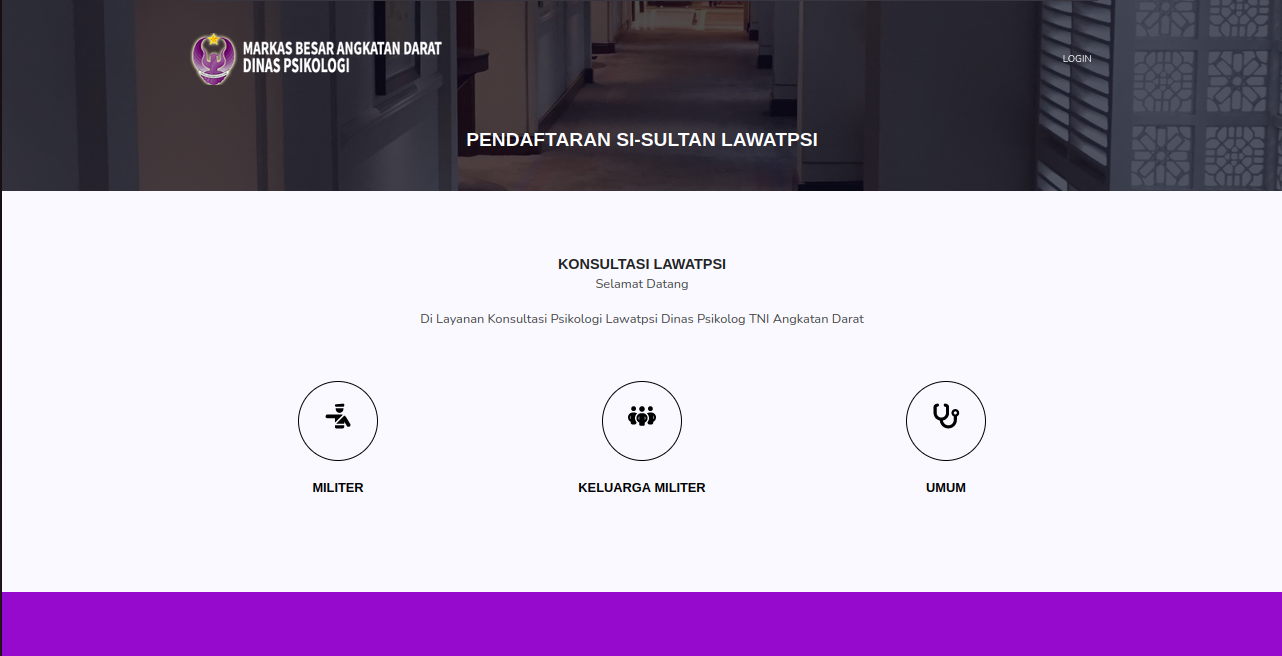 MARKAS BESAR ANGKATAN DARAT
DINAS PSIKOLOGI
LOGIN
PENDAFTARAN SI-SULTAN LAWATPSI
KONSULTASI LAWATPSI
Selamat Datang
Di Layanan Konsultasi Psikologi Lawatpsi Dinas Psikolog TNI Angkatan Darat
MILITER
KELUARGA MILITER
UMUM